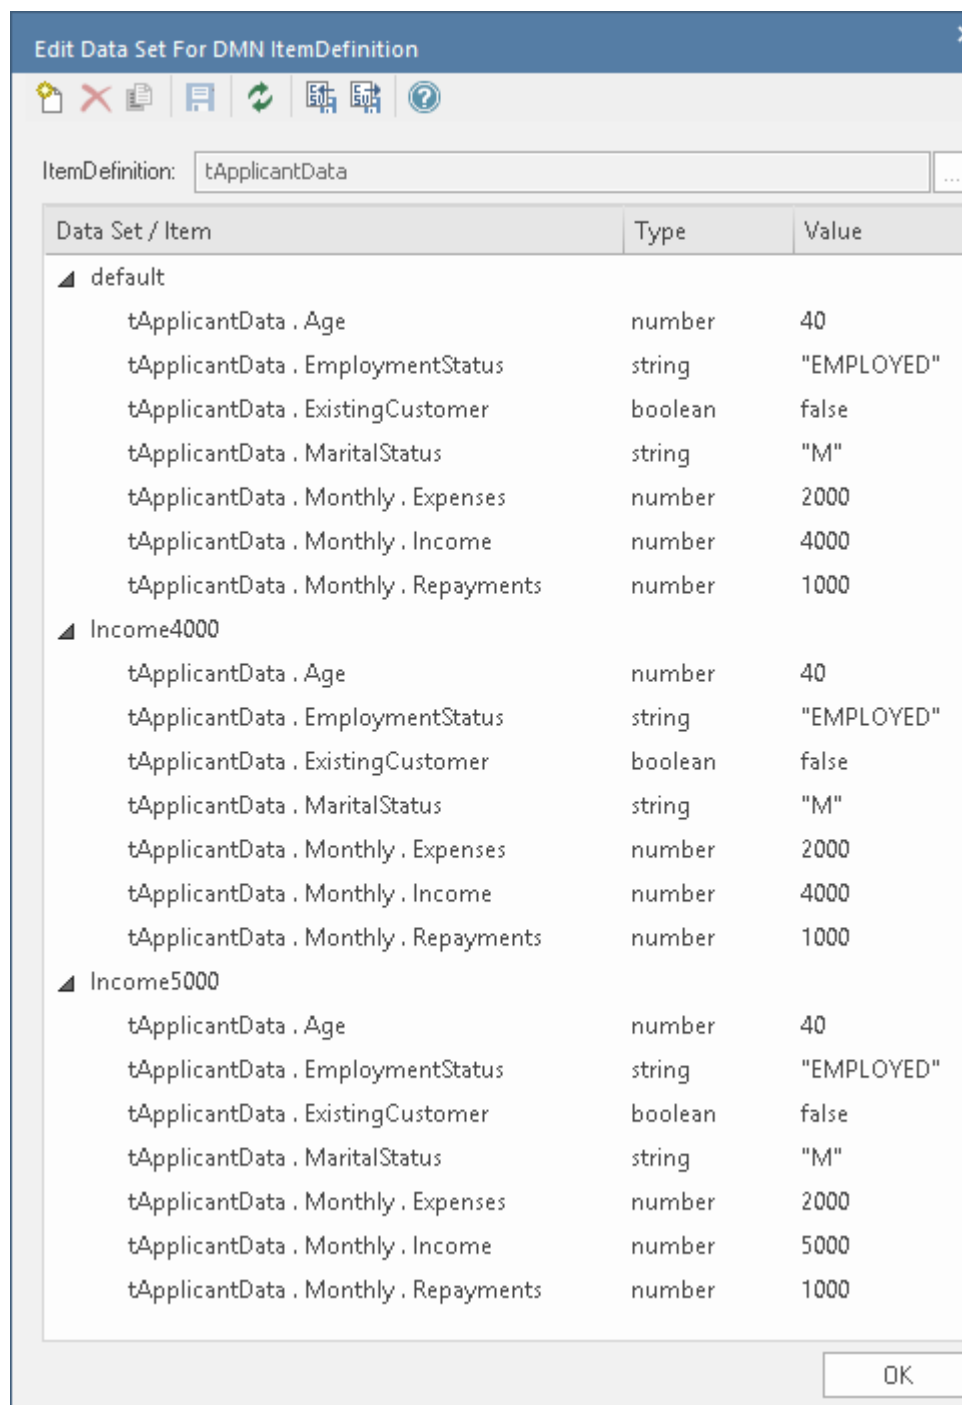 Edit Data Set For DMN ItemDefinition
ItemDefinition: tApplicantData ...
Data Set / Item Type Value
default
tApplicantData . Age number 40
tApplicantData . EmploymentStatus string "EMPLOYED"
tApplicantData . ExistingCustomer boolean false
tApplicantData . MaritalStatus string "M"
tApplicantData . Monthly . Expenses number 2000
tApplicantData . Monthly . Income number 4000
tApplicantData . Monthly . Repayments number 1000
Income4000
tApplicantData . Age number 40
tApplicantData . EmploymentStatus string "EMPLOYED"
tApplicantData . ExistingCustomer boolean false
tApplicantData . MaritalStatus string "M"
tApplicantData . Monthly . Expenses number 2000
tApplicantData . Monthly . Income number 4000
tApplicantData . Monthly . Repayments number 1000
Income5000
tApplicantData . Age number 40
tApplicantData . EmploymentStatus string "EMPLOYED"
tApplicantData . ExistingCustomer boolean false
tApplicantData . MaritalStatus string "M"
tApplicantData . Monthly . Expenses number 2000
tApplicantData . Monthly . Income number 5000
tApplicantData . Monthly . Repayments number 1000
OK